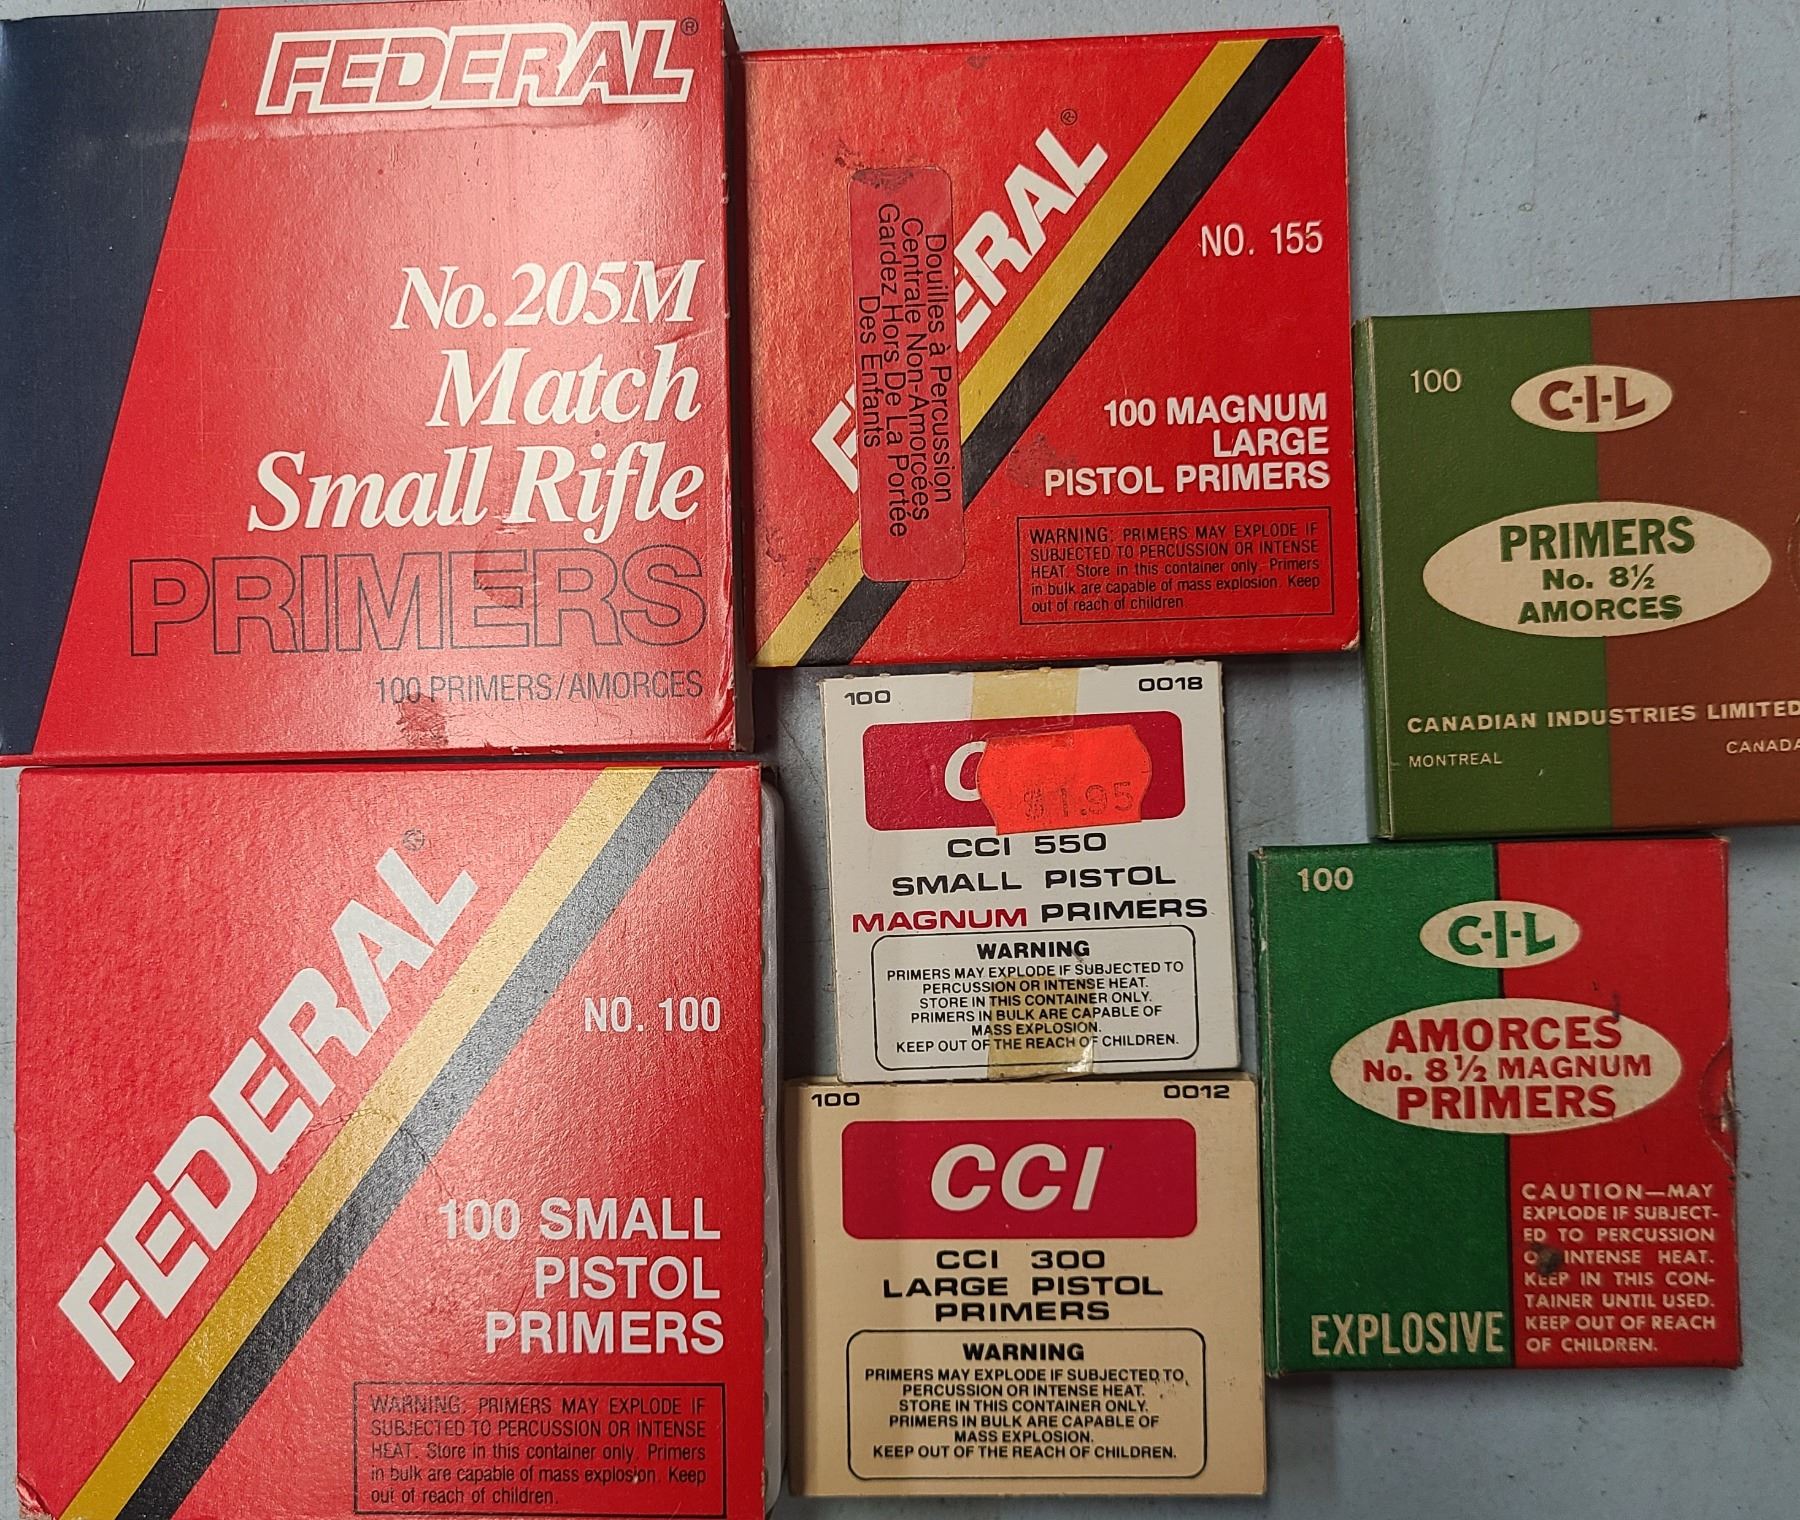 FEDERAL®
No. 205M
Match
Small Rifle
PRIMERS
100 PRIMERS/AMORCES
FEDERAL®
NO. 155
Douilles à Percussion
Centrale Non-Amorcées
Gardez Hors De La Portée
Des Enfants
100 MAGNUM
LARGE
PISTOL PRIMERS
WARNING: PRIMERS MAY EXPLODE IF
SUBJECTED TO PERCUSSION OR INTENSE
HEAT. Store in this container only. Primers
in bulk are capable of mass explosion. Keep
out of reach of children.
100
C-I-L
PRIMERS
No. 8½
AMORCES
CANADIAN INDUSTRIES LIMITED
MONTREAL
CANADA
FEDERAL®
NO. 100
100 SMALL
PISTOL
PRIMERS
WARNING: PRIMERS MAY EXPLODE IF
SUBJECTED TO PERCUSSION OR INTENSE
HEAT. Store in this container only. Primers
in bulk are capable of mass explosion. Keep
out of reach of children.
100
0018
$1.95
CCI 550
SMALL PISTOL
MAGNUM PRIMERS
WARNING
PRIMERS MAY EXPLODE IF SUBJECTED TO
PERCUSSION OR INTENSE HEAT.
STORE IN THIS CONTAINER ONLY.
PRIMERS IN BULK ARE CAPABLE OF
MASS EXPLOSION.
KEEP OUT OF THE REACH OF CHILDREN.
100
0012
CCI
CCI 300
LARGE PISTOL
PRIMERS
WARNING
PRIMERS MAY EXPLODE IF SUBJECTED TO
PERCUSSION OR INTENSE HEAT.
STORE IN THIS CONTAINER ONLY.
PRIMERS IN BULK ARE CAPABLE OF
MASS EXPLOSION.
KEEP OUT OF THE REACH OF CHILDREN.
100
C-I-L
AMORCES
No. 8½ MAGNUM
PRIMERS
CAUTION—MAY
EXPLODE IF SUBJECT-
ED TO PERCUSSION
OR INTENSE HEAT.
KEEP IN THIS CON-
TAINER UNTIL USED.
KEEP OUT OF REACH
OF CHILDREN.
EXPLOSIVE